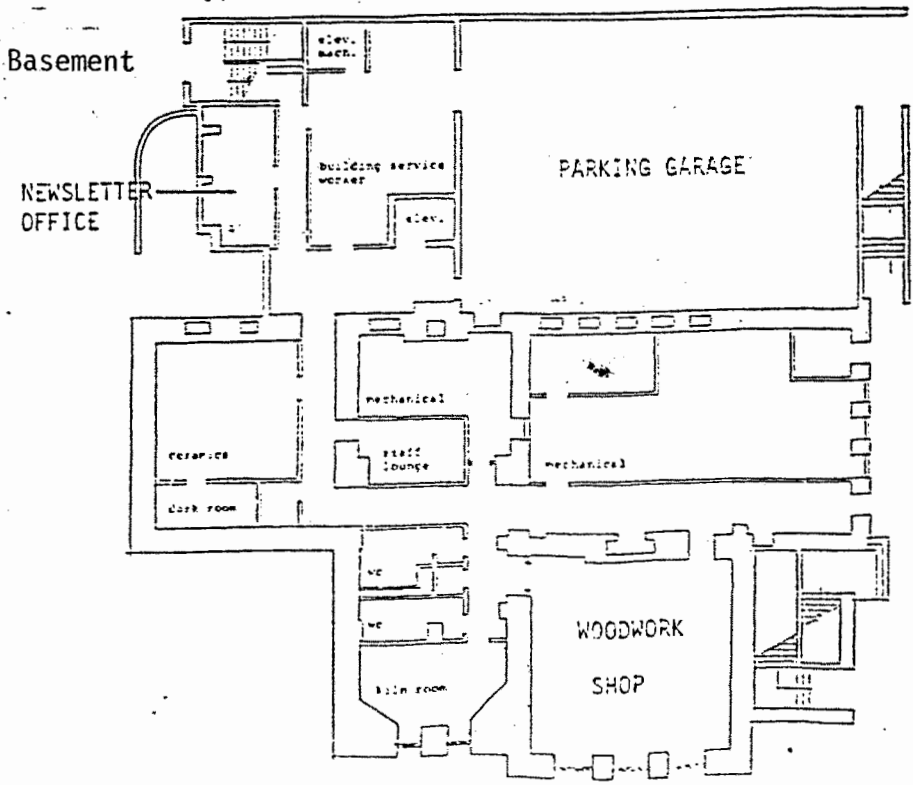 Basement
elev.
mach.
building service
worker
PARKING GARAGE
NEWSLETTER
OFFICE
elev.
mechanical
ceramics
staff
lounge
mechanical
dark room
wc
WOODWORK
wc
SHOP
kiln room